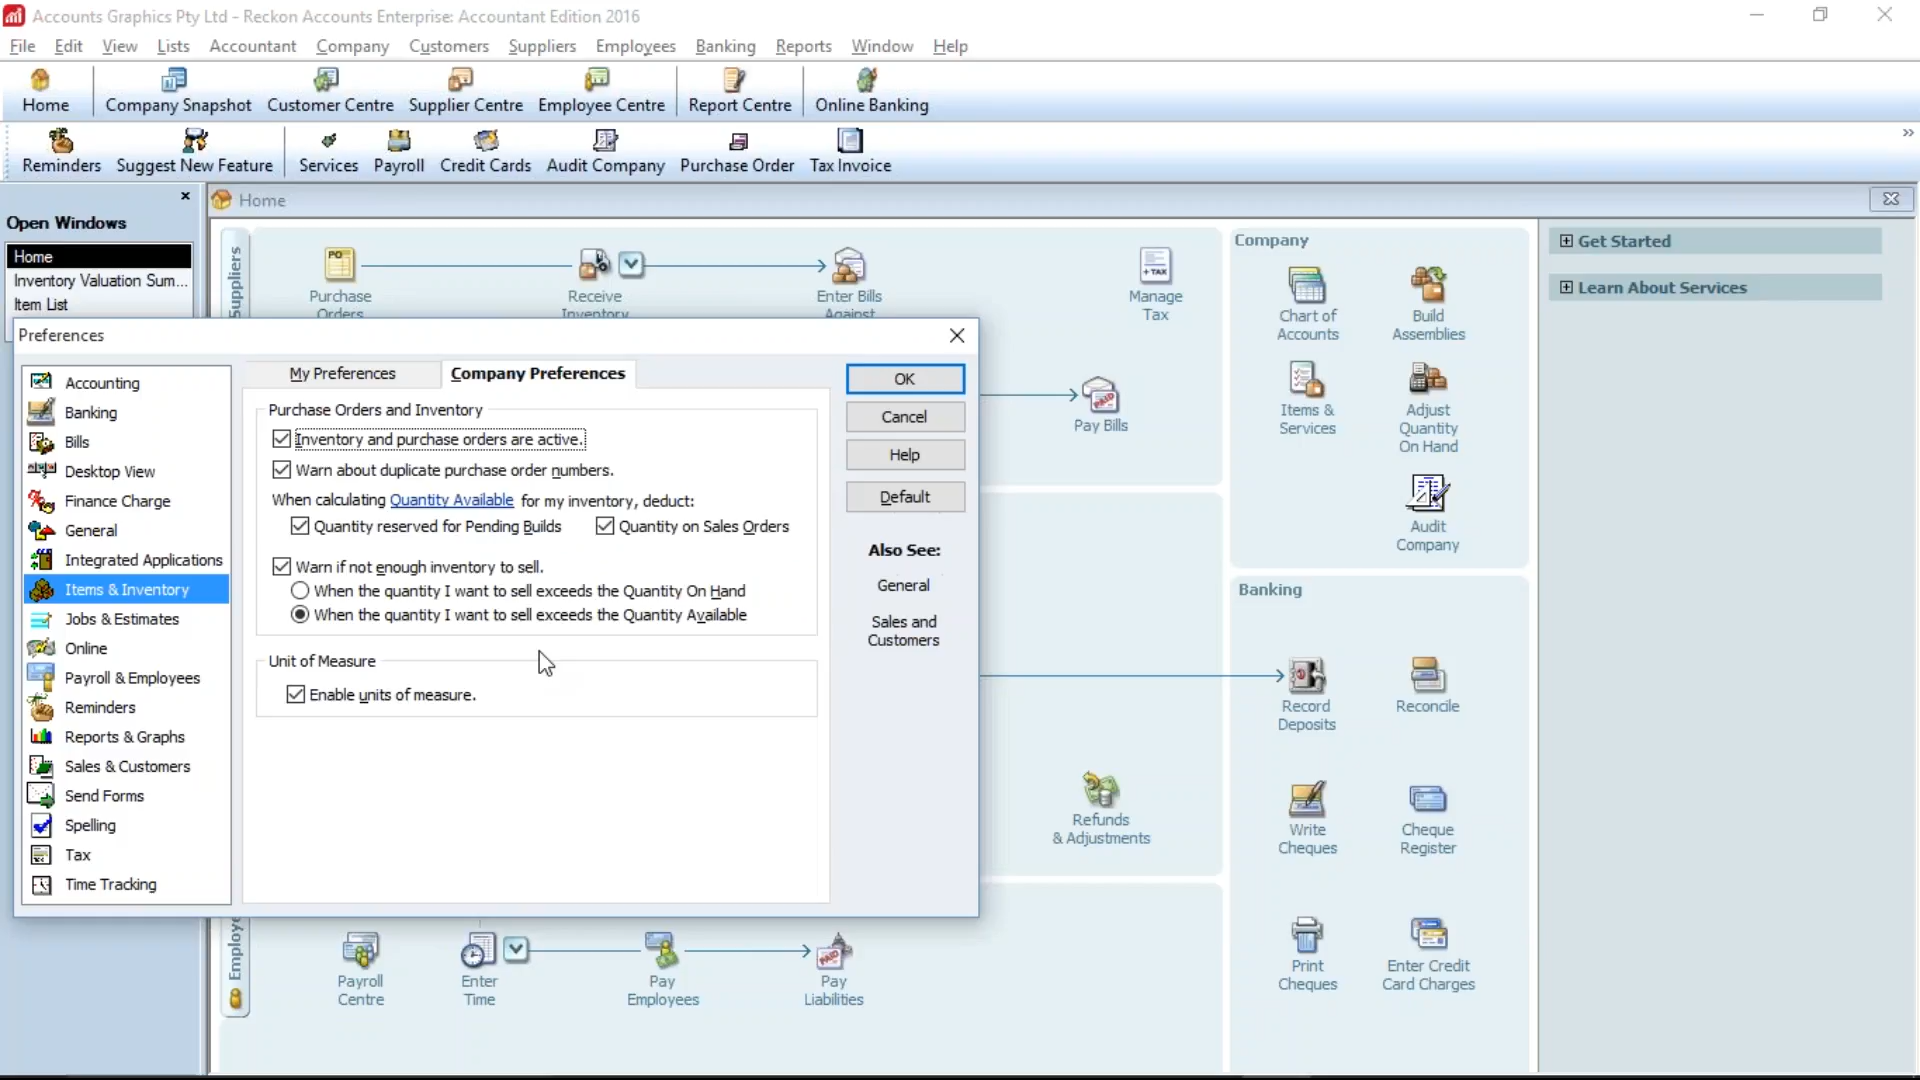 Accounts Graphics Pty Ltd - Reckon Accounts Enterprise: Accountant Edition 2016
File Edit View Lists Accountant Company Customers Suppliers Employees Banking Reports Window Help
Home Company Snapshot Customer Centre Supplier Centre Employee Centre Report Centre Online Banking
Reminders Suggest New Feature Services Payroll Credit Cards Audit Company Purchase Order Tax Invoice
Open Windows
Home
Inventory Valuation Sum...
Item List
Home
Suppliers
Purchase
Orders
Receive
Inventory
Enter Bills
Against
Manage
Tax
Pay Bills
Refunds
& Adjustments
Preferences
Accounting
Banking
Bills
Desktop View
Finance Charge
General
Integrated Applications
Items & Inventory
Jobs & Estimates
Online
Payroll & Employees
Reminders
Reports & Graphs
Sales & Customers
Send Forms
Spelling
Tax
Time Tracking
My Preferences Company Preferences
Purchase Orders and Inventory
Inventory and purchase orders are active.
Warn about duplicate purchase order numbers.
When calculating Quantity Available for my inventory, deduct:
Quantity reserved for Pending Builds Quantity on Sales Orders
Warn if not enough inventory to sell.
When the quantity I want to sell exceeds the Quantity On Hand
When the quantity I want to sell exceeds the Quantity Available
Unit of Measure
Enable units of measure.
OK
Cancel
Help
Default
Also See:
General
Sales and
Customers
Payroll
Centre
Enter
Time
Pay
Employees
Pay
Liabilities
Company
Chart of
Accounts
Build
Assemblies
Items &
Services
Adjust
Quantity
On Hand
Audit
Company
Banking
Record
Deposits
Reconcile
Write
Cheques
Cheque
Register
Print
Cheques
Enter Credit
Card Charges
Get Started
Learn About Services